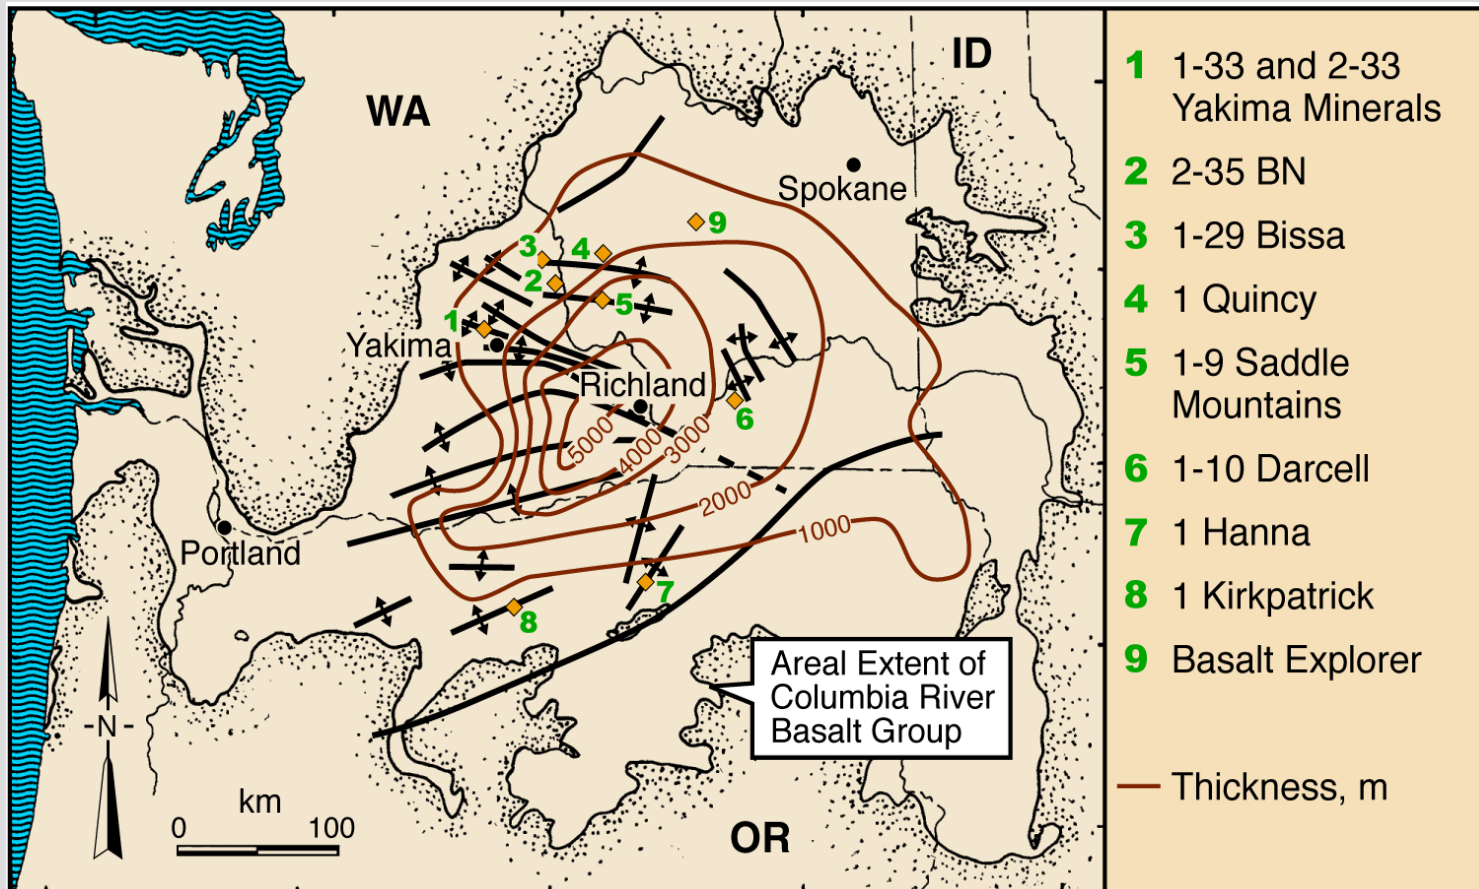 WA
ID
Spokane
9
3
4
2
5
1
Yakima
Richland
6
5000
4000
3000
2000
1000
Portland
7
8
Areal Extent of
Columbia River
Basalt Group
-N-
km
0 100
OR
1 1-33 and 2-33
Yakima Minerals
2 2-35 BN
3 1-29 Bissa
4 1 Quincy
5 1-9 Saddle
Mountains
6 1-10 Darcell
7 1 Hanna
8 1 Kirkpatrick
9 Basalt Explorer
Thickness, m